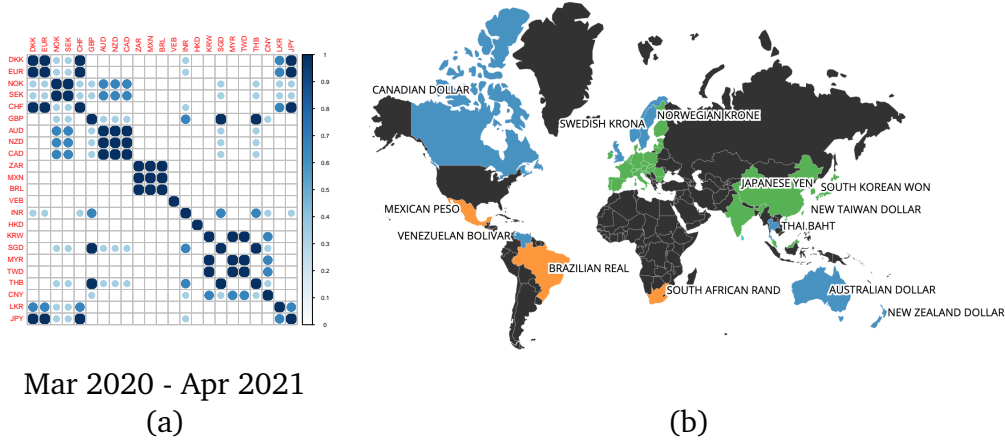 DKK EUR NOK SEK CHF GBP AUD NZD CAD ZAR MXN BRL VEB INR HKD KRW SGD MYR TWD THB CNY LKR JPY
DKK
EUR
NOK
SEK
CHF
GBP
AUD
NZD
CAD
ZAR
MXN
BRL
VEB
INR
HKD
KRW
SGD
MYR
TWD
THB
CNY
LKR
JPY
1
0.9
0.8
0.7
0.6
0.5
0.4
0.3
0.2
0.1
0
Mar 2020 - Apr 2021
(a)
CANADIAN DOLLAR
SWEDISH KRONA
NORWEGIAN KRONE
JAPANESE YEN
SOUTH KOREAN WON
MEXICAN PESO
NEW TAIWAN DOLLAR
THAI BAHT
VENEZUELAN BOLIVAR
BRAZILIAN REAL
SOUTH AFRICAN RAND
AUSTRALIAN DOLLAR
NEW ZEALAND DOLLAR
(b)